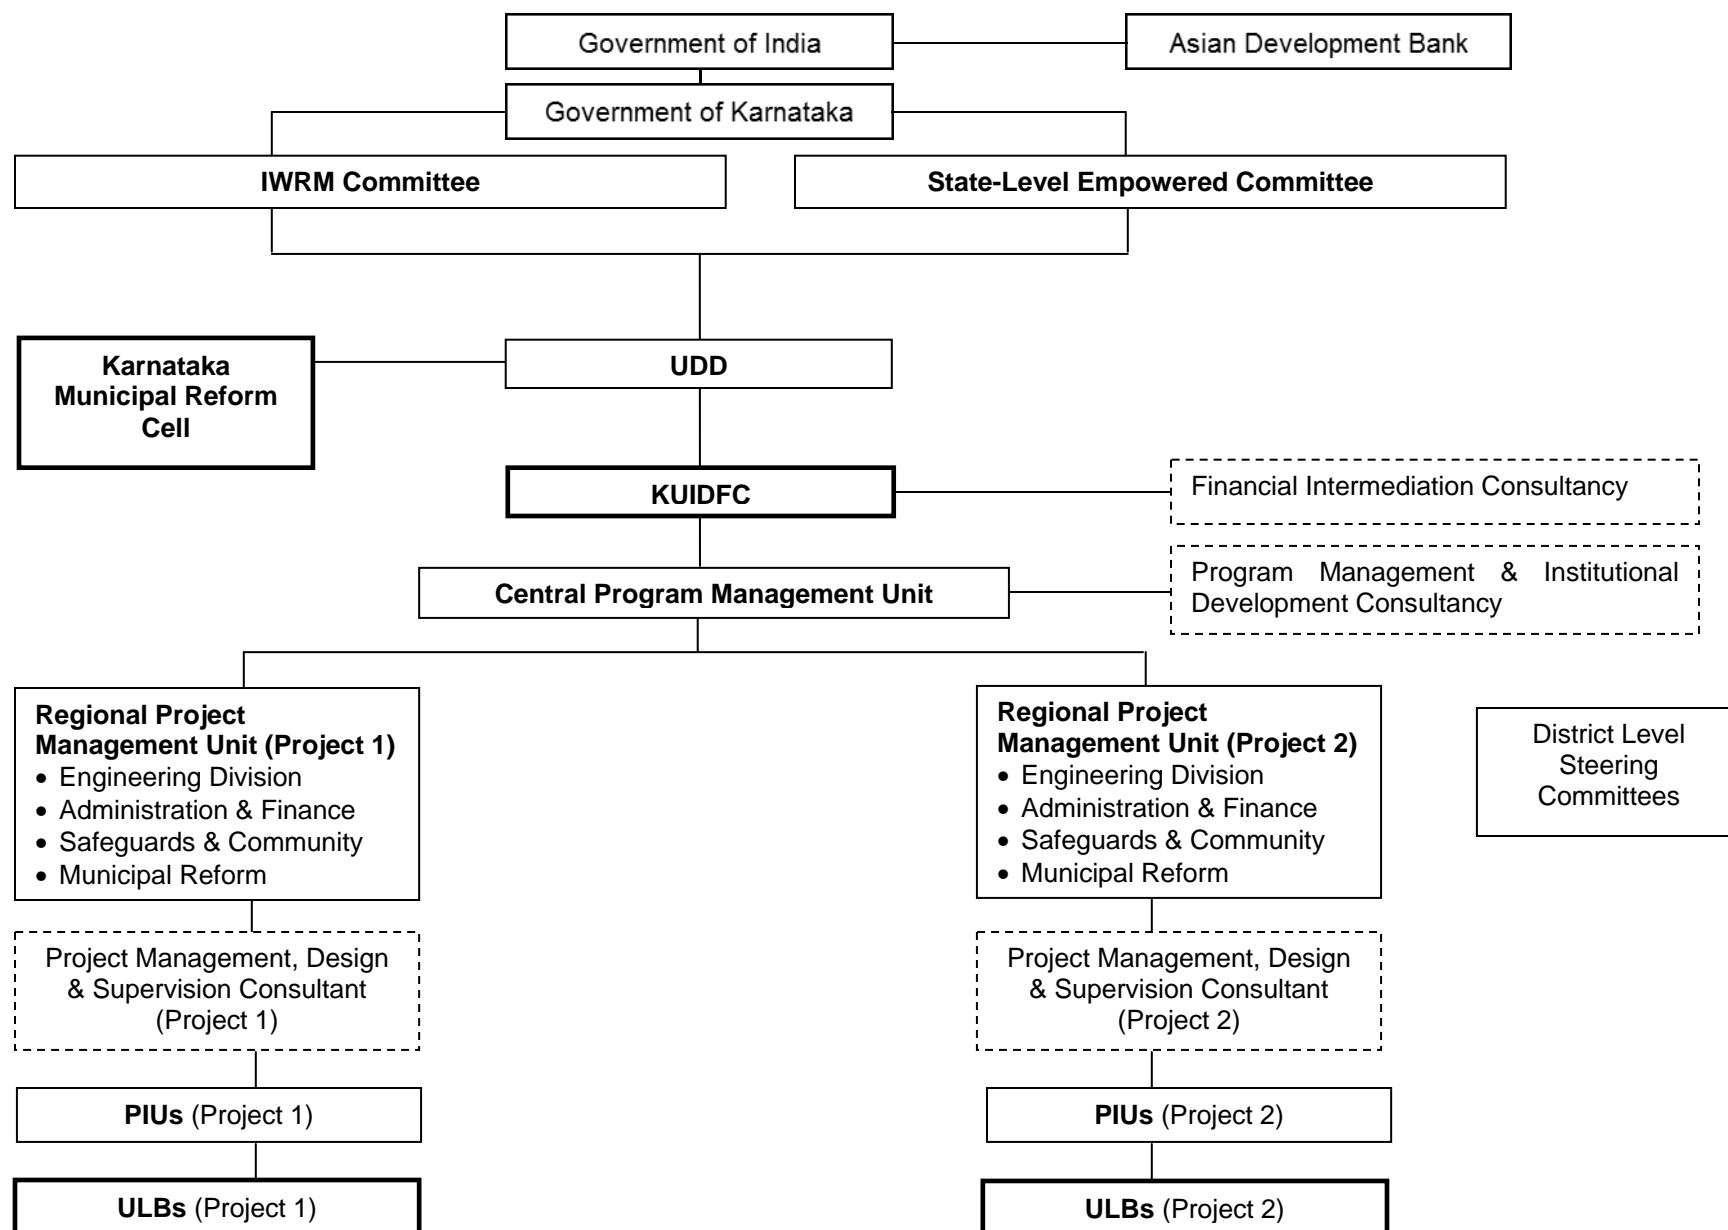 Government of India
Asian Development Bank
Government of Karnataka
IWRM Committee
State-Level Empowered Committee
Karnataka
Municipal Reform
Cell
UDD
KUIDFC
Financial Intermediation Consultancy
Program Management & Institutional
Development Consultancy
Central Program Management Unit
Regional Project
Management Unit (Project 1)
• Engineering Division
• Administration & Finance
• Safeguards & Community
• Municipal Reform
Regional Project
Management Unit (Project 2)
• Engineering Division
• Administration & Finance
• Safeguards & Community
• Municipal Reform
District Level
Steering
Committees
Project Management, Design
& Supervision Consultant
(Project 1)
Project Management, Design
& Supervision Consultant
(Project 2)
PIUs (Project 1)
PIUs (Project 2)
ULBs (Project 1)
ULBs (Project 2)